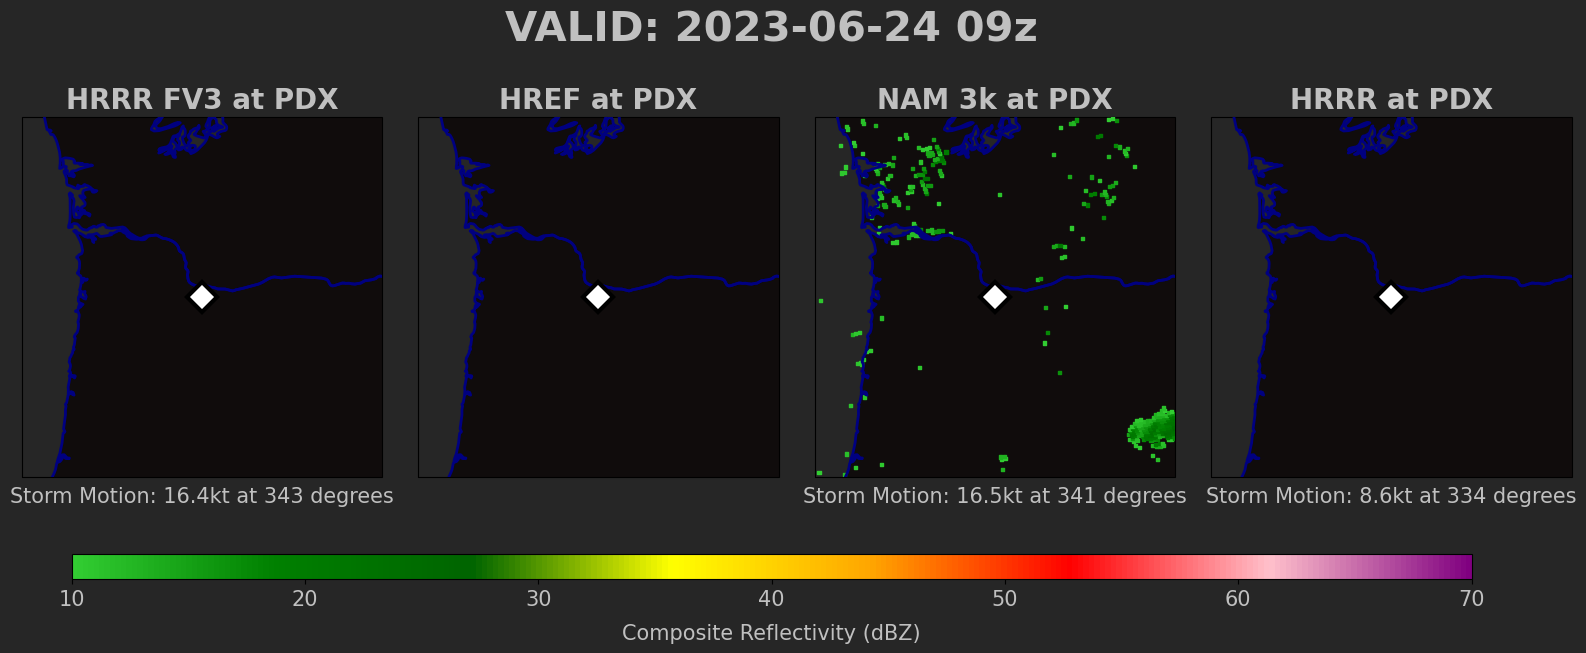 VALID: 2023-06-24 09z
HRRR FV3 at PDX
HREF at PDX
NAM 3k at PDX
HRRR at PDX
Storm Motion: 16.4kt at 343 degrees
Storm Motion: 16.5kt at 341 degrees
Storm Motion: 8.6kt at 334 degrees
10 20 30 40 50 60 70
Composite Reflectivity (dBZ)